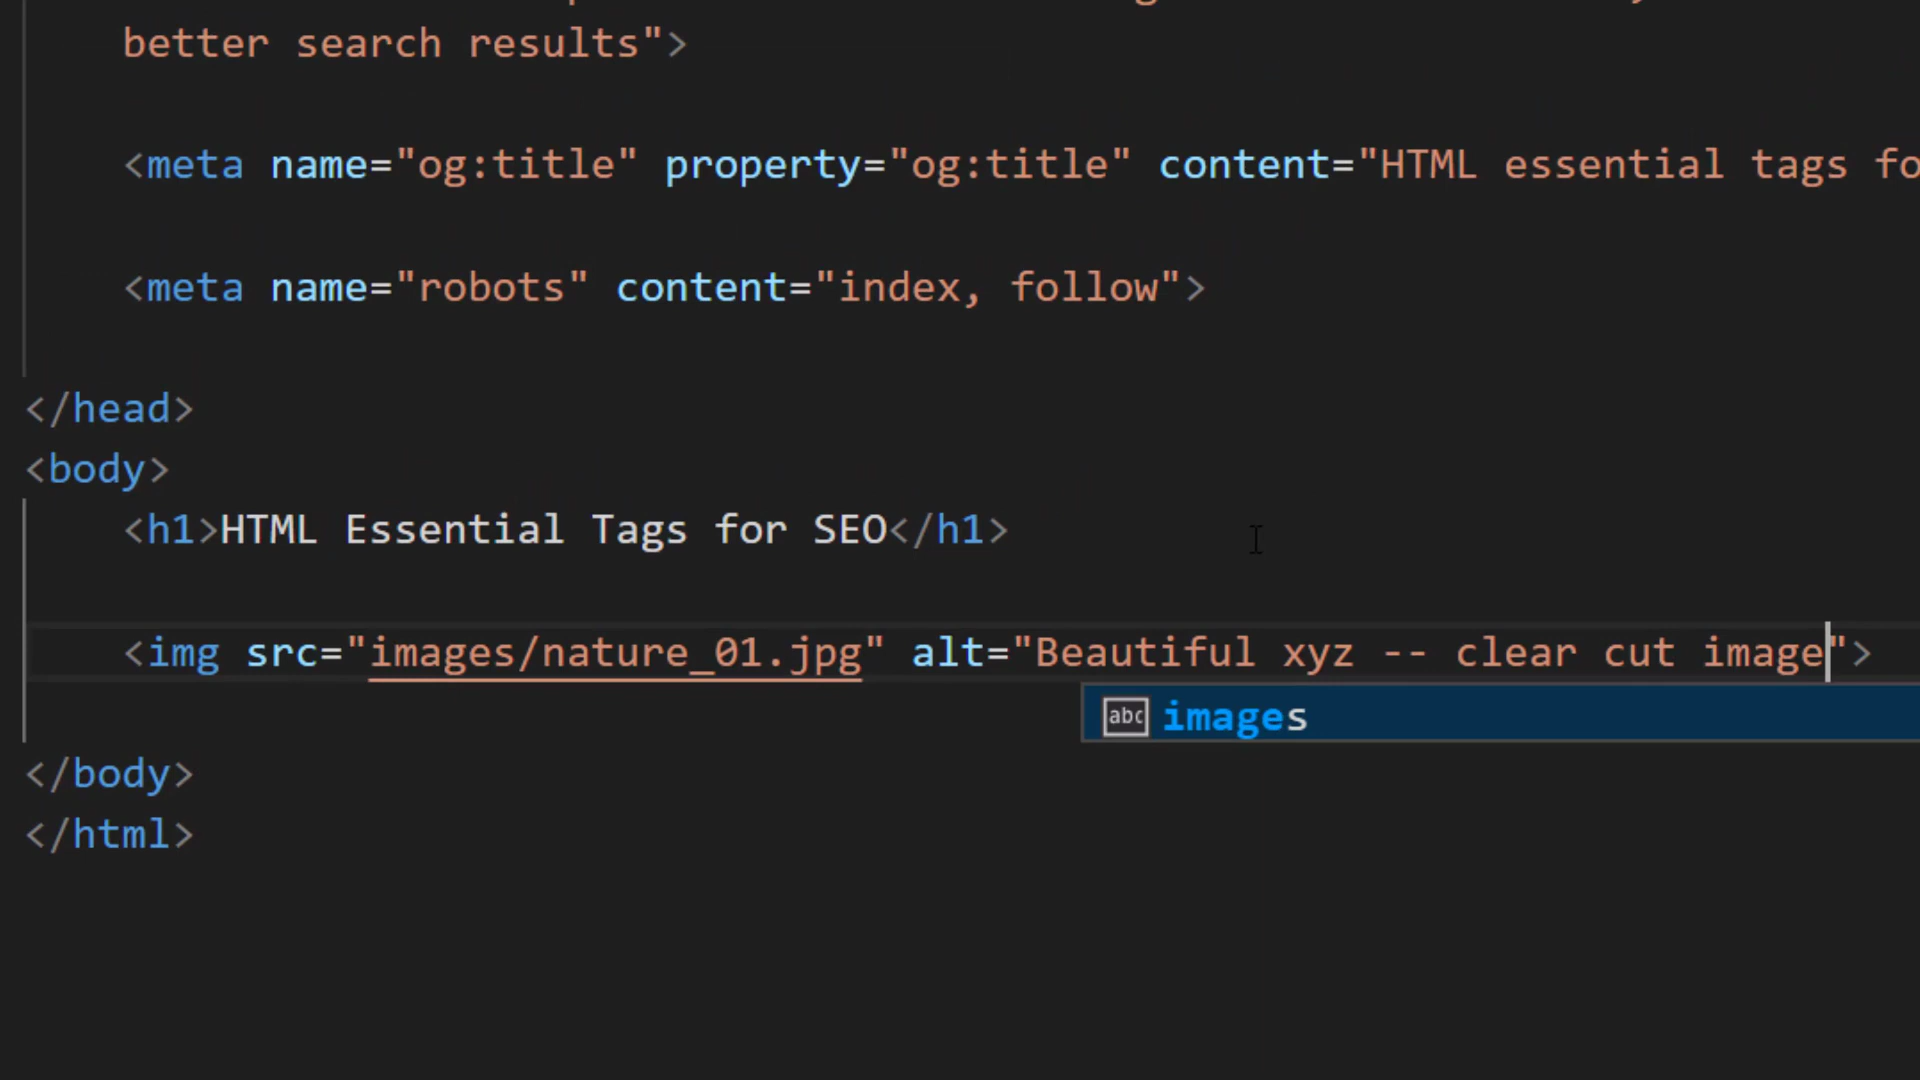 better search results">
<meta name="og:title" property="og:title" content="HTML essential tags fo
<meta name="robots" content="index, follow">
</head>
<body>
<h1>HTML Essential Tags for SEO</h1>
<img src="images/nature_01.jpg" alt="Beautiful xyz -- clear cut image">
abc images
</body>
</html>